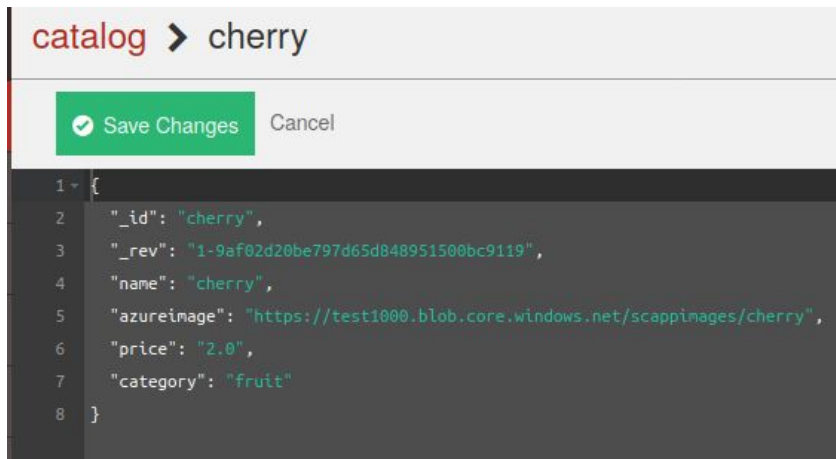 catalog > cherry
Save Changes Cancel
1 {
2 "_id": "cherry",
3 "_rev": "1-9af02d20be797d65d848951500bc9119",
4 "name": "cherry",
5 "azureimage": "https://test1000.blob.core.windows.net/scappimages/cherry",
6 "price": "2.0",
7 "category": "fruit"
8 }